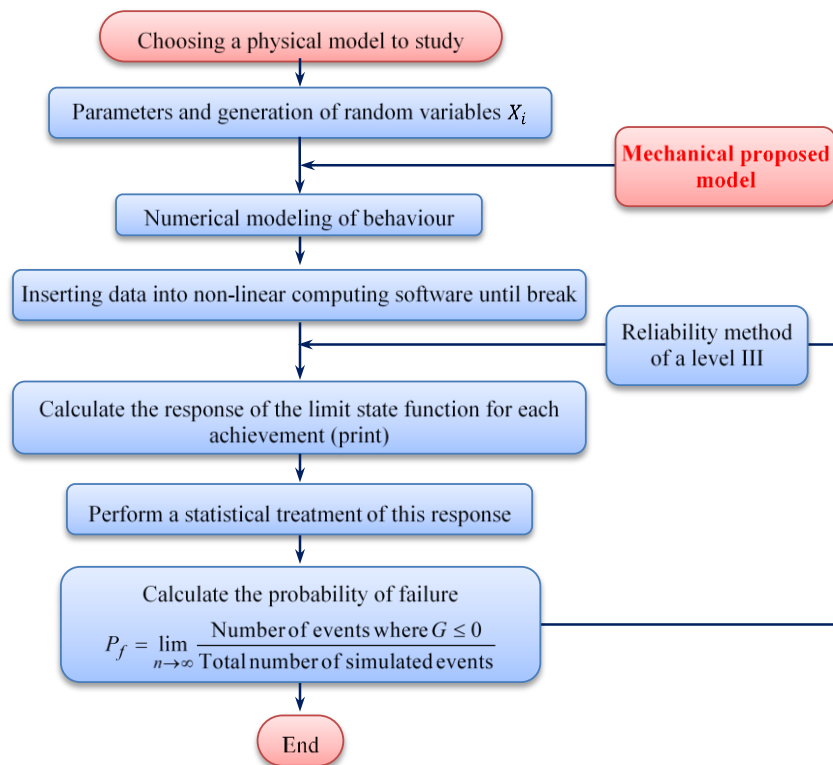 Choosing a physical model to study
Parameters and generation of random variables X_i
Mechanical proposed
model
Numerical modeling of behaviour
Inserting data into non-linear computing software until break
Reliability method
of a level III
Calculate the response of the limit state function for each
achievement (print)
Perform a statistical treatment of this response
Calculate the probability of failure
P_f = lim_{n→∞} Number of events where G ≤ 0 / Total number of simulated events
End